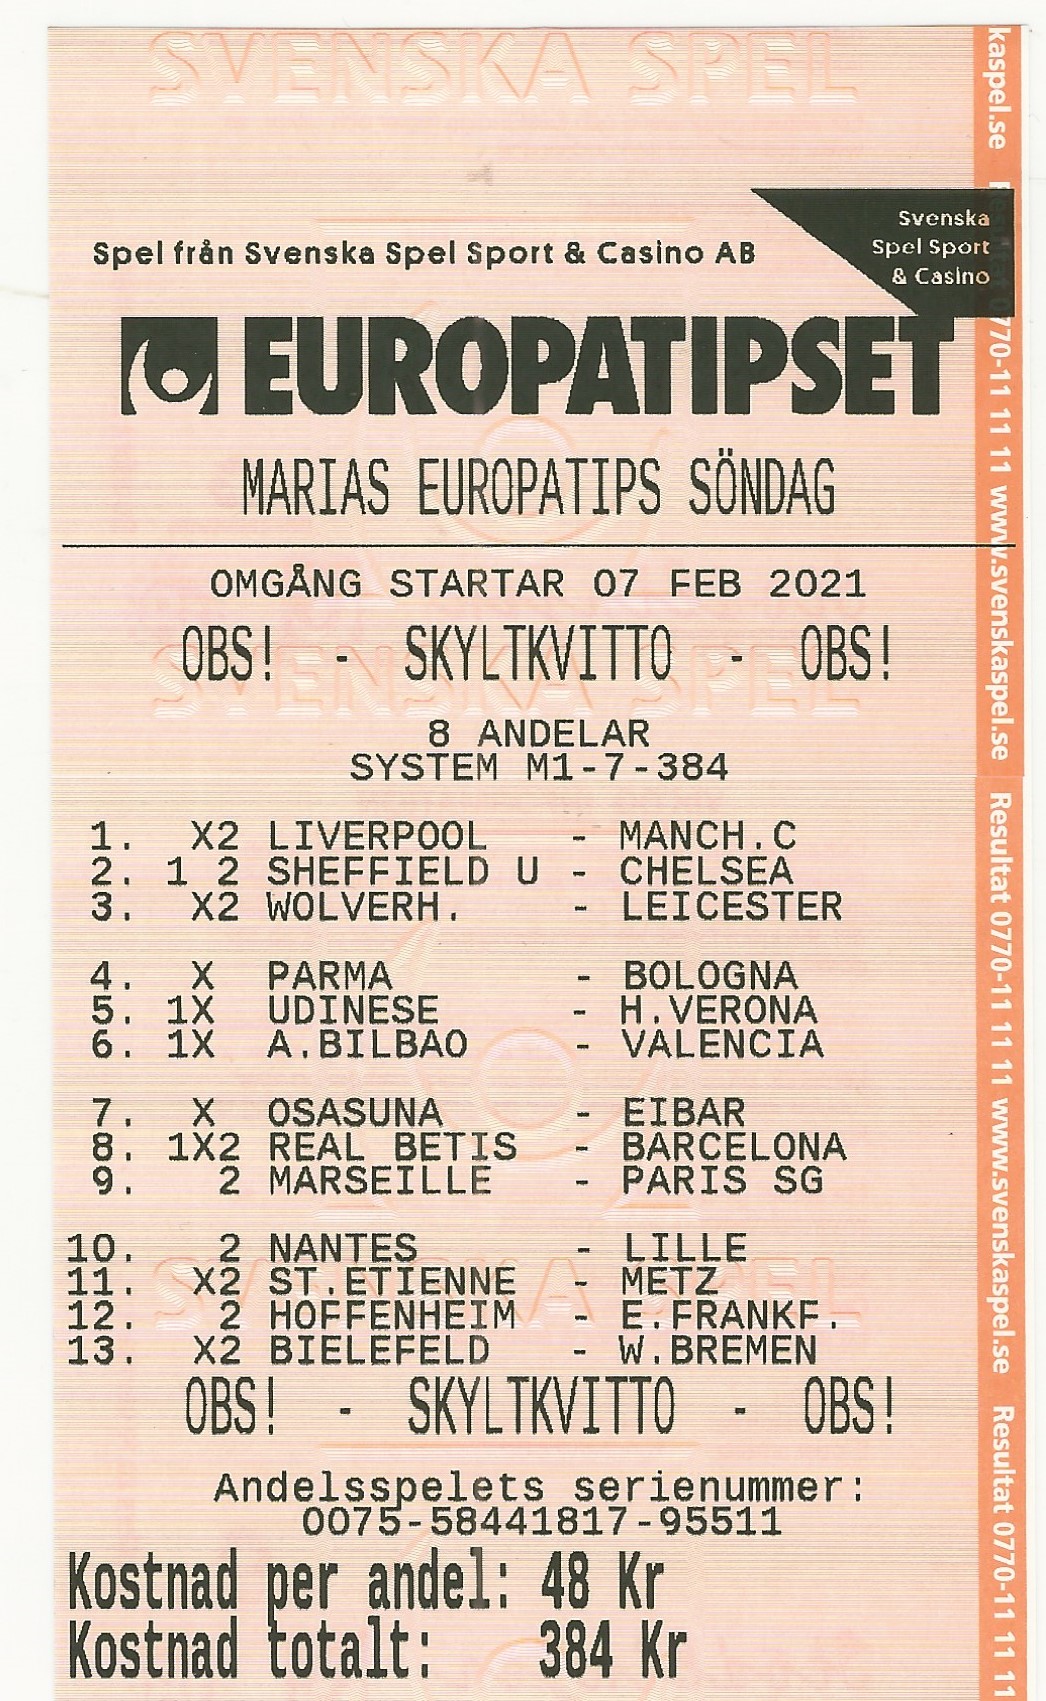 SVENSKA SPEL
Svenska
Spel Sport
& Casino
Spel från Svenska Spel Sport & Casino AB
EUROPATIPSET
MARIAS EUROPATIPS SÖNDAG
OMGÅNG STARTAR 07 FEB 2021
OBS! - SKYLTKVITTO - OBS!
SVENSKA SPEL
8 ANDELAR
SYSTEM M1-7-384
1. X2 LIVERPOOL - MANCH.C
2. 1 2 SHEFFIELD U - CHELSEA
3. X2 WOLVERH. - LEICESTER
4. X PARMA - BOLOGNA
5. 1X UDINESE - H.VERONA
6. 1X A.BILBAO - VALENCIA
7. X OSASUNA - EIBAR
8. 1X2 REAL BETIS - BARCELONA
9. 2 MARSEILLE - PARIS SG
10. 2 NANTES - LILLE
11. X2 ST.ETIENNE - METZ
12. 2 HOFFENHEIM - E.FRANKF.
13. X2 BIELEFELD - W.BREMEN
SVENSKA SPEL
OBS! - SKYLTKVITTO - OBS!
Andelsspelets serienummer:
0075-58441817-95511
Kostnad per andel: 48 Kr
Kostnad totalt: 384 Kr
kaspel.se Resultat 0770-11 11 11 www.svenskaspel.se Resultat 0770-11 11 11 www.svenskaspel.se Resultat 0770-11 11 11